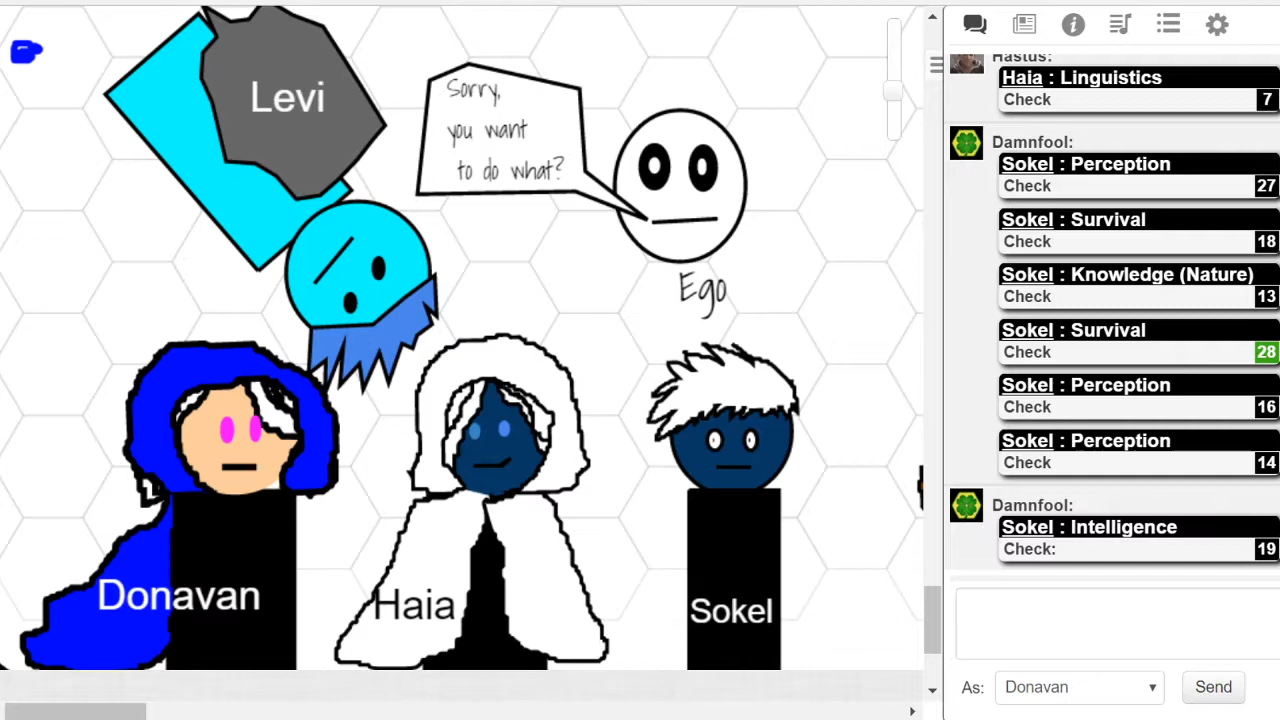 Levi
Sorry,
you want
to do what?
Ego
Donavan
Haia
Sokel
Hastus:
Haia : Linguistics
Check
7
Damnfool:
Sokel : Perception
Check
27
Sokel : Survival
Check
18
Sokel : Knowledge (Nature)
Check
13
Sokel : Survival
Check
28
Sokel : Perception
Check
16
Sokel : Perception
Check
14
Damnfool:
Sokel : Intelligence
Check:
19
As:
Donavan
Send